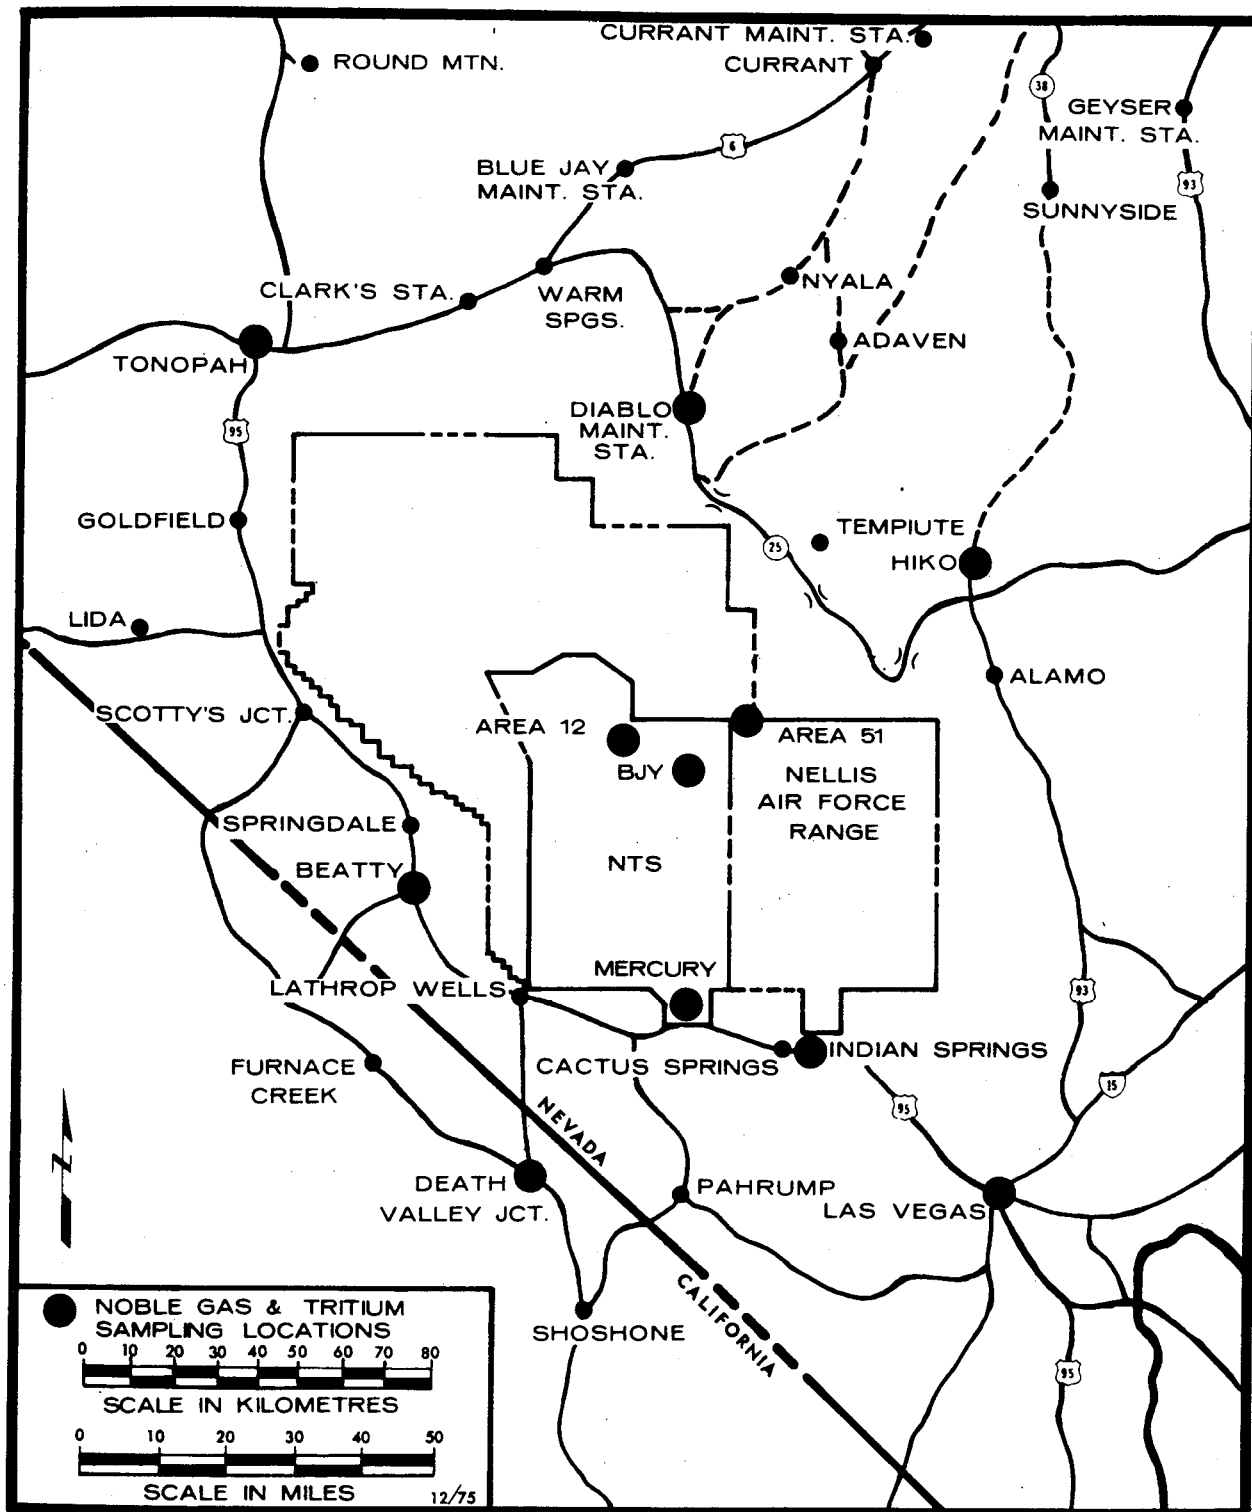 CURRANT MAINT. STA.
ROUND MTN.
CURRANT
38
GEYSER
MAINT. STA.
6
BLUE JAY
MAINT. STA.
93
SUNNYSIDE
CLARK'S STA.
WARM
SPGS.
NYALA
ADAVEN
TONOPAH
DIABLO
MAINT.
STA.
95
GOLDFIELD
TEMPIUTE
25
HIKO
LIDA
ALAMO
SCOTTY'S JCT.
AREA 12
AREA 51
BJY
NELLIS
AIR FORCE
RANGE
SPRINGDALE
NTS
BEATTY
MERCURY
LATHROP WELLS
93
INDIAN SPRINGS
CACTUS SPRINGS
FURNACE
CREEK
15
95
NEVADA
N
DEATH
VALLEY JCT.
PAHRUMP
LAS VEGAS
CALIFORNIA
SHOSHONE
95
NOBLE GAS & TRITIUM
SAMPLING LOCATIONS
0 10 20 30 40 50 60 70 80
SCALE IN KILOMETRES
0 10 20 30 40 50
SCALE IN MILES
12/75